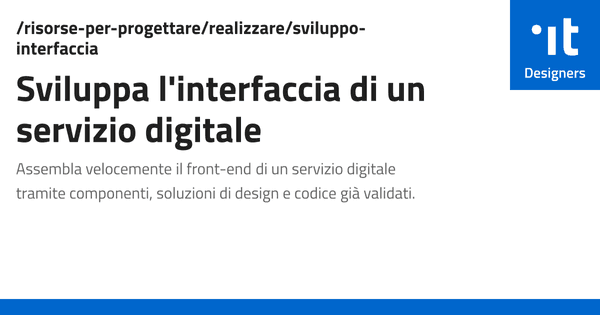 /risorse-per-progettare/realizzare/sviluppo-
interfaccia
Sviluppa l'interfaccia di un
servizio digitale
Assembla velocemente il front-end di un servizio digitale
tramite componenti, soluzioni di design e codice già validati.
it
Designers